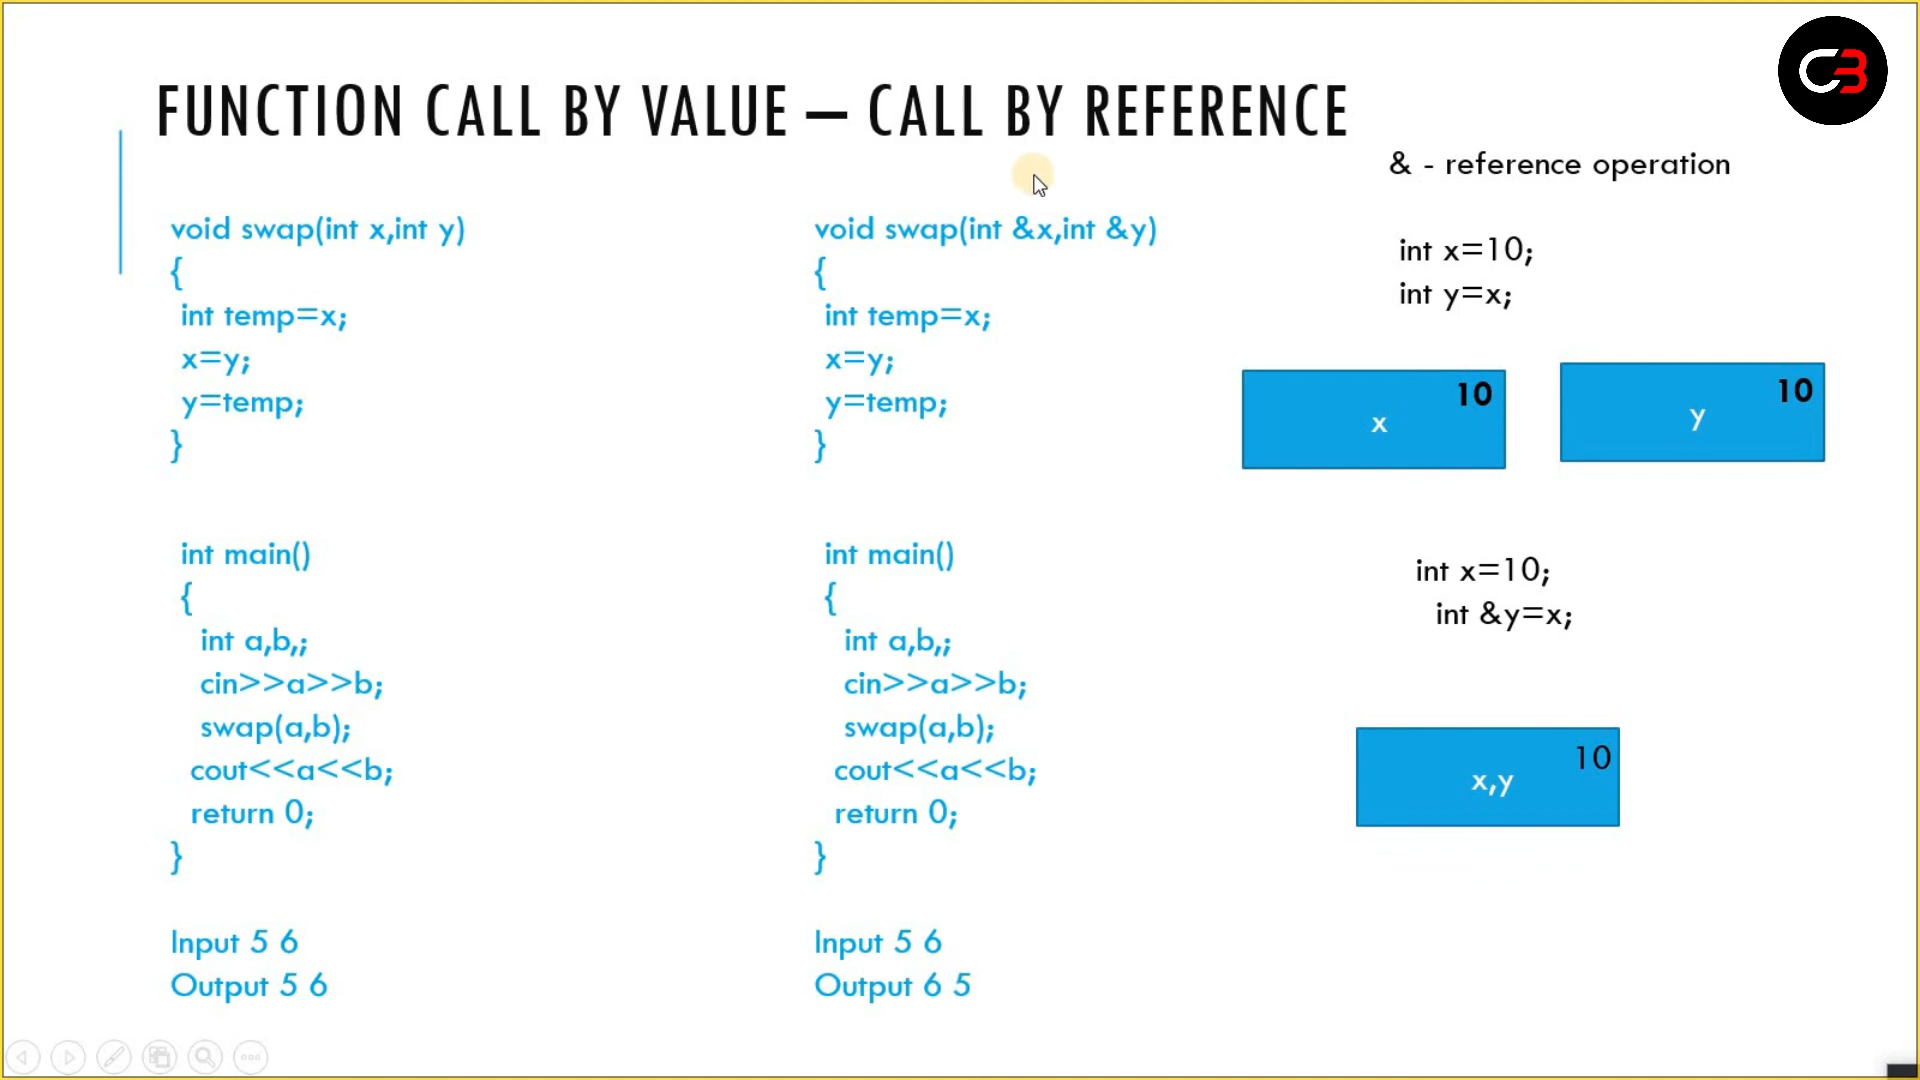 FUNCTION CALL BY VALUE – CALL BY REFERENCE
CB
& - reference operation
void swap(int x,int y)
{
int temp=x;
x=y;
y=temp;
}
int main()
{
int a,b,;
cin>>a>>b;
swap(a,b);
cout<<a<<b;
return 0;
}
Input 5 6
Output 5 6
void swap(int &x,int &y)
{
int temp=x;
x=y;
y=temp;
}
int main()
{
int a,b,;
cin>>a>>b;
swap(a,b);
cout<<a<<b;
return 0;
}
Input 5 6
Output 6 5
int x=10;
int y=x;
10
x
10
y
int x=10;
int &y=x;
10
x,y